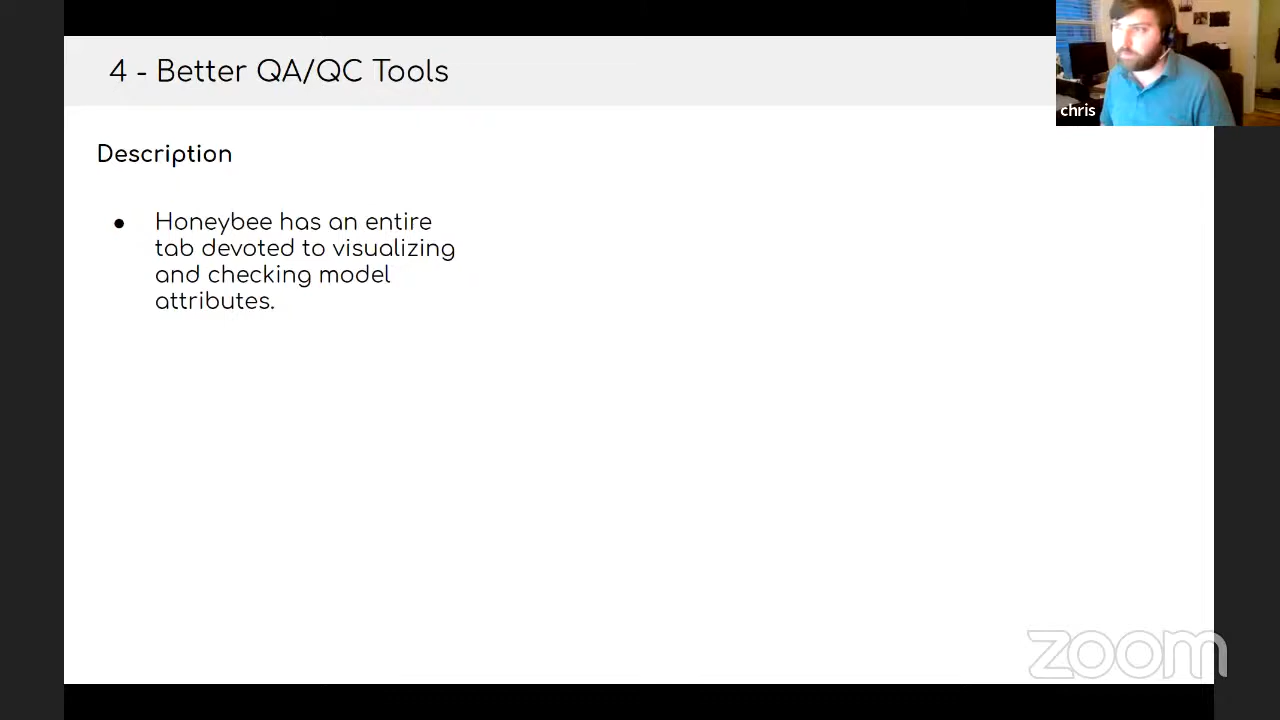 4 - Better QA/QC Tools
chris
Description
● Honeybee has an entire
tab devoted to visualizing
and checking model
attributes.
zoom